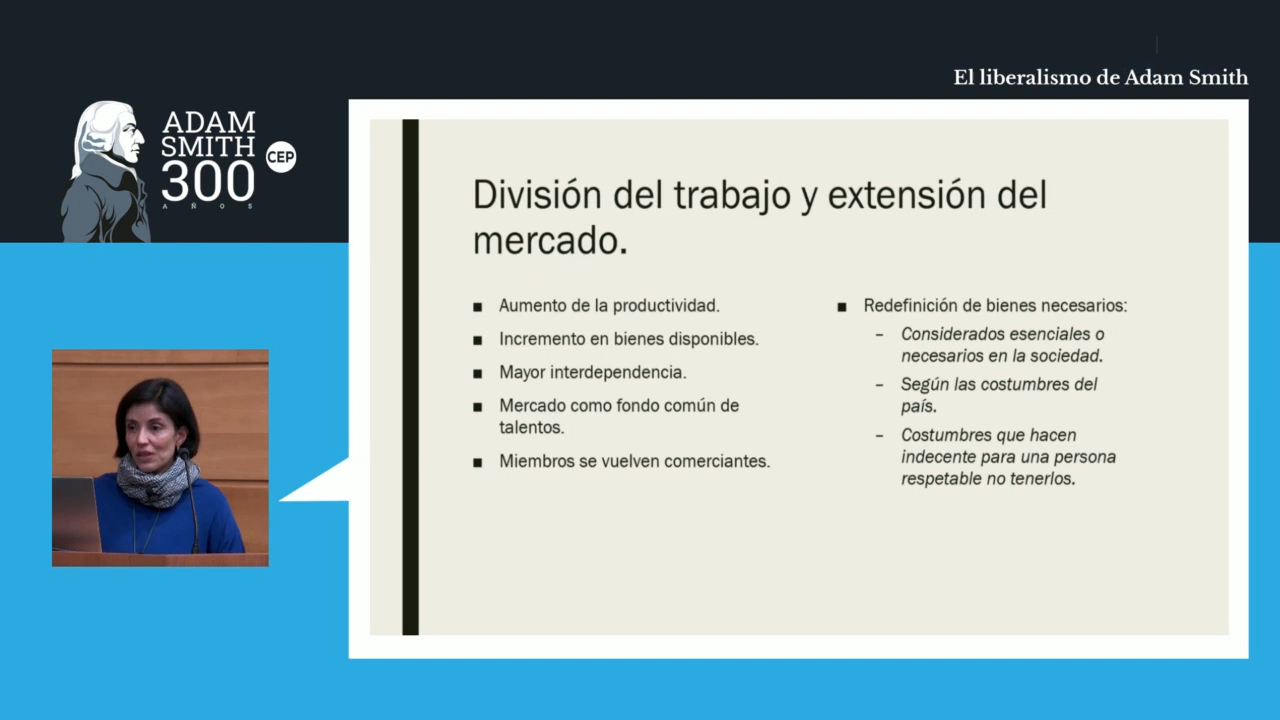 El liberalismo de Adam Smith
ADAM
SMITH
300
AÑOS
CEP
División del trabajo y extensión del
mercado.
■ Aumento de la productividad.
■ Incremento en bienes disponibles.
■ Mayor interdependencia.
■ Mercado como fondo común de
talentos.
■ Miembros se vuelven comerciantes.
■ Redefinición de bienes necesarios:
– Considerados esenciales o
necesarios en la sociedad.
– Según las costumbres del
país.
– Costumbres que hacen
indecente para una persona
respetable no tenerlos.